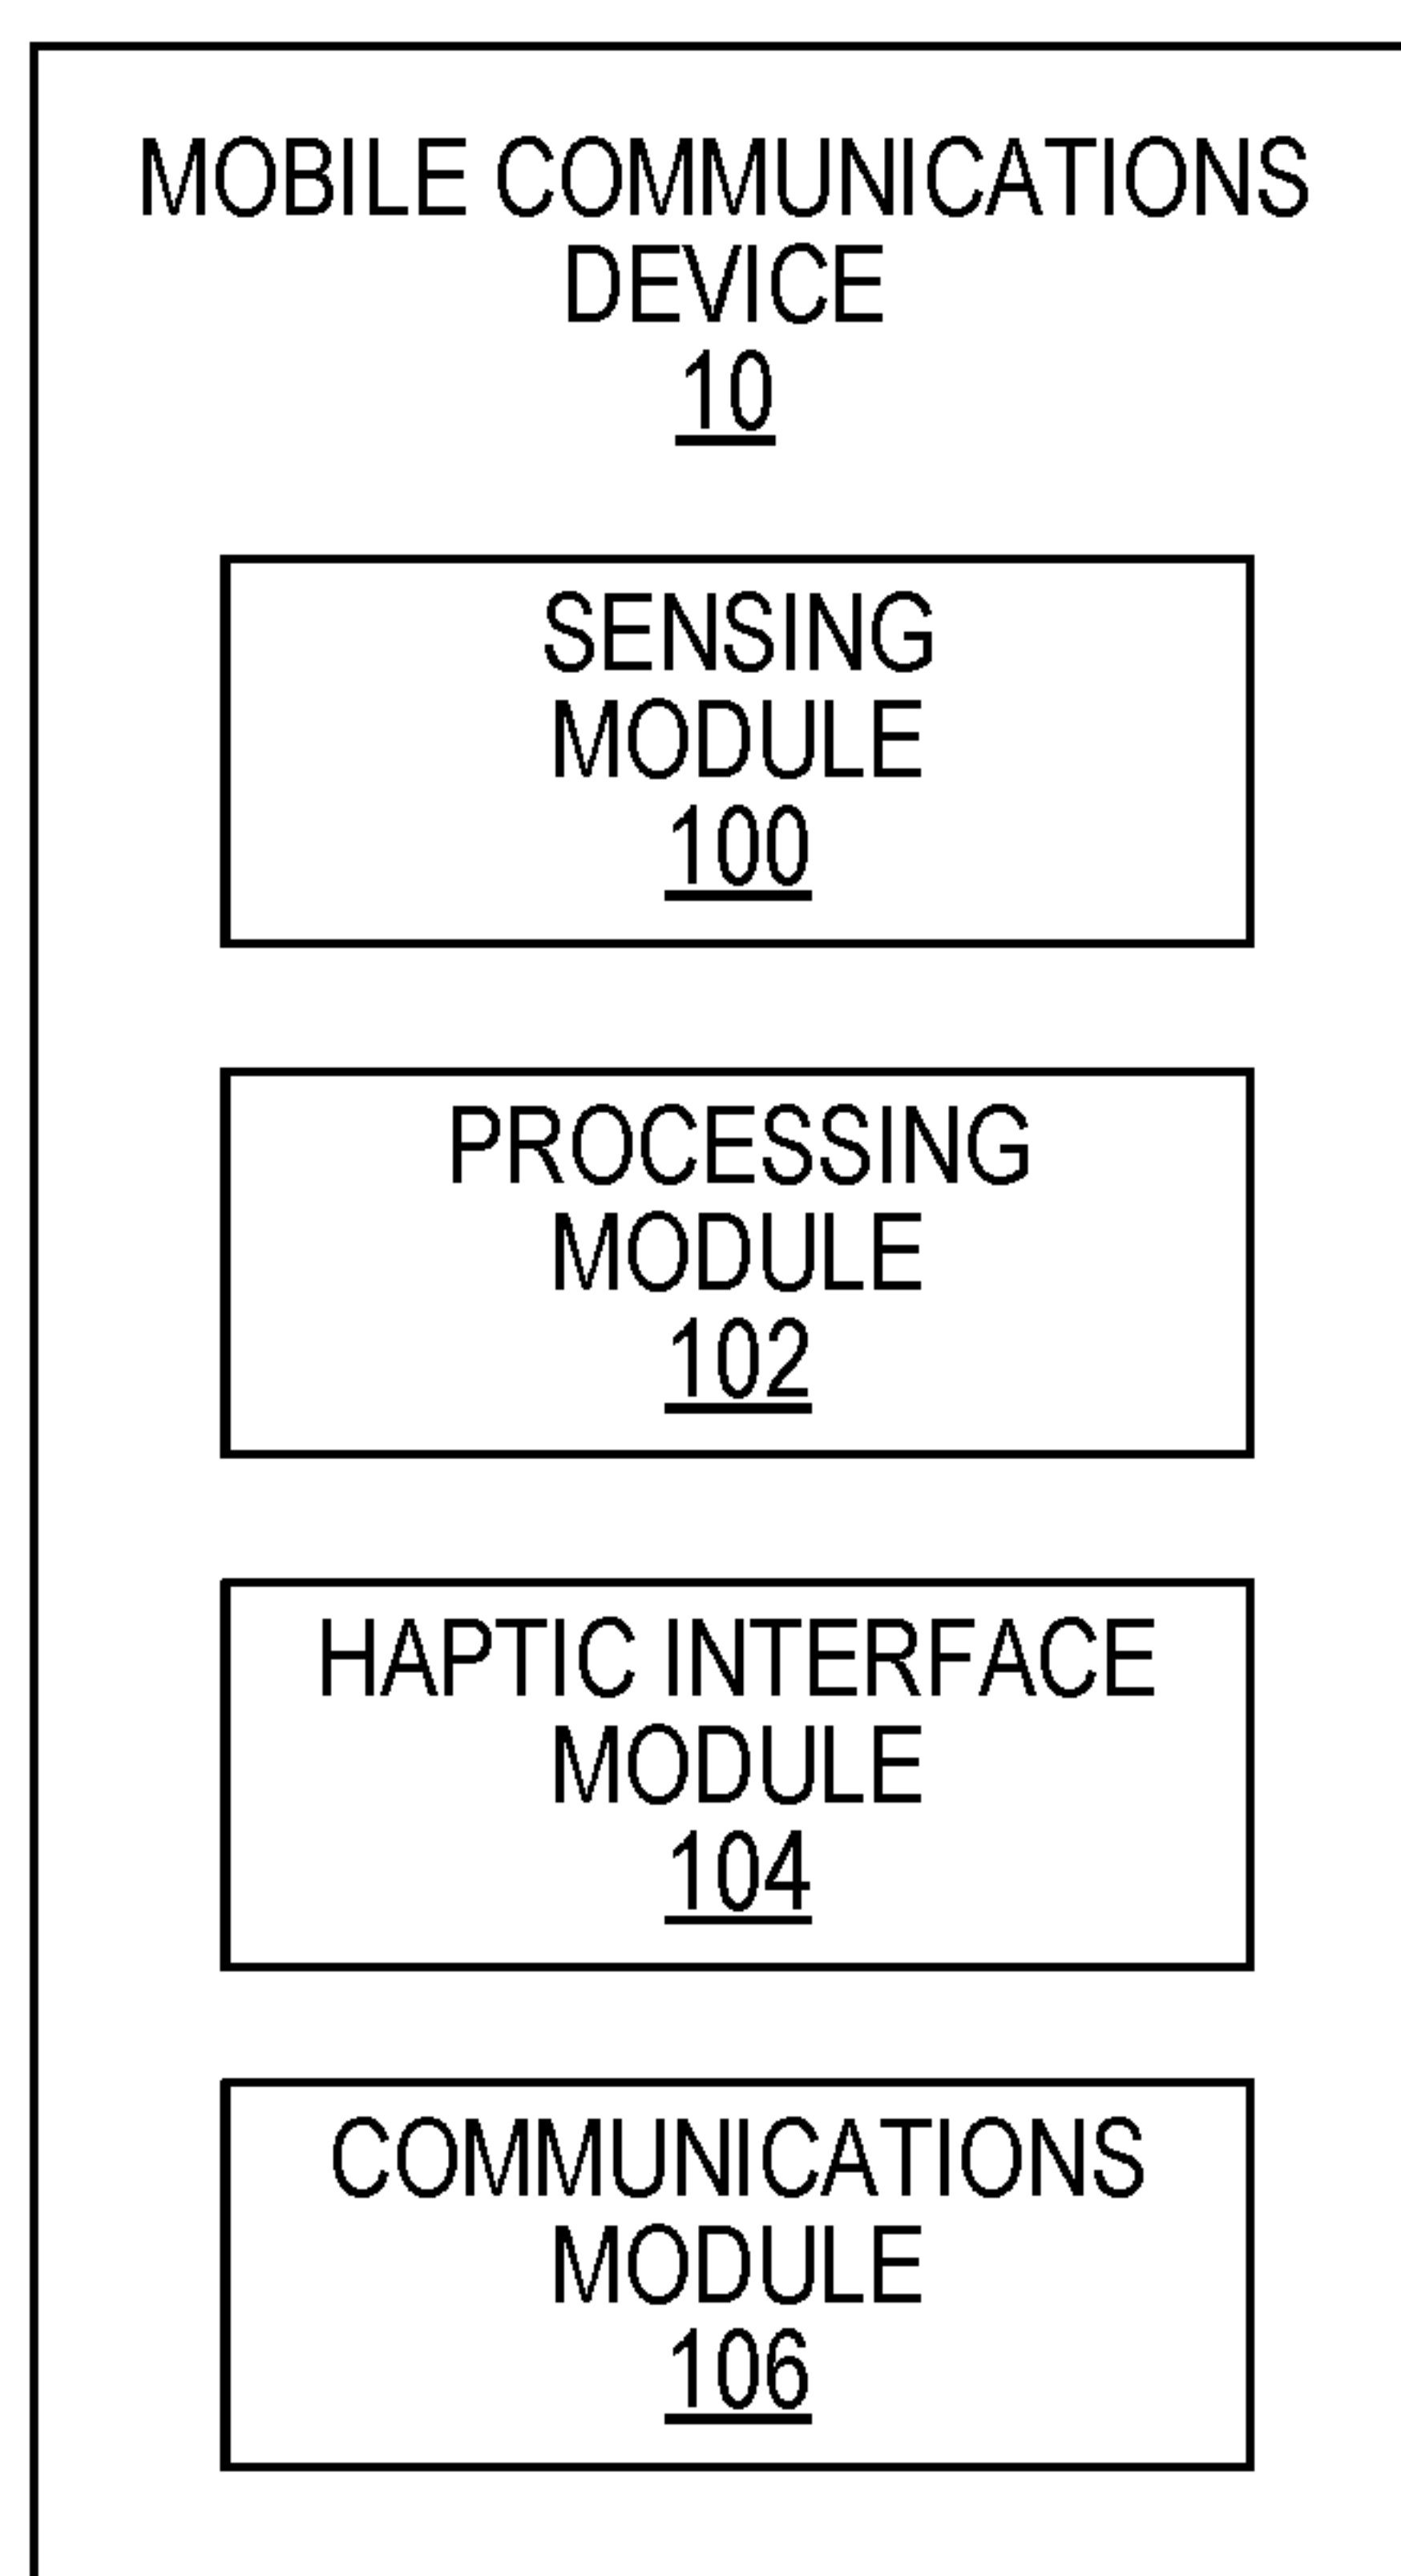 MOBILE COMMUNICATIONS
DEVICE
10
SENSING
MODULE
100
PROCESSING
MODULE
102
HAPTIC INTERFACE
MODULE
104
COMMUNICATIONS
MODULE
106